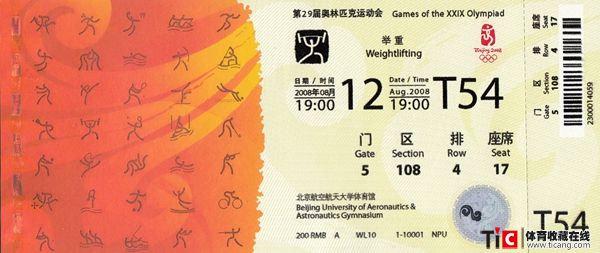 第29届奥林匹克运动会 Games of the XXIX Olympiad
举重
Weightlifting
Beijing 2008
日期 / 时间
2008年08月
19:00
12
Date / Time
Aug.2008
19:00
T54
门 区 排 座席
Gate Section Row Seat
5 108 4 17
北京航空航天大学体育馆
Beijing University of Aeronautics &
Astronautics Gymnasium
200 RMB A WL10 1-10001 NPU
座席 Seat 17
排 Row 4
区 Section 108
门 Gate 5
2300014059
T54
TiC 体育收藏在线
www.ticang.com